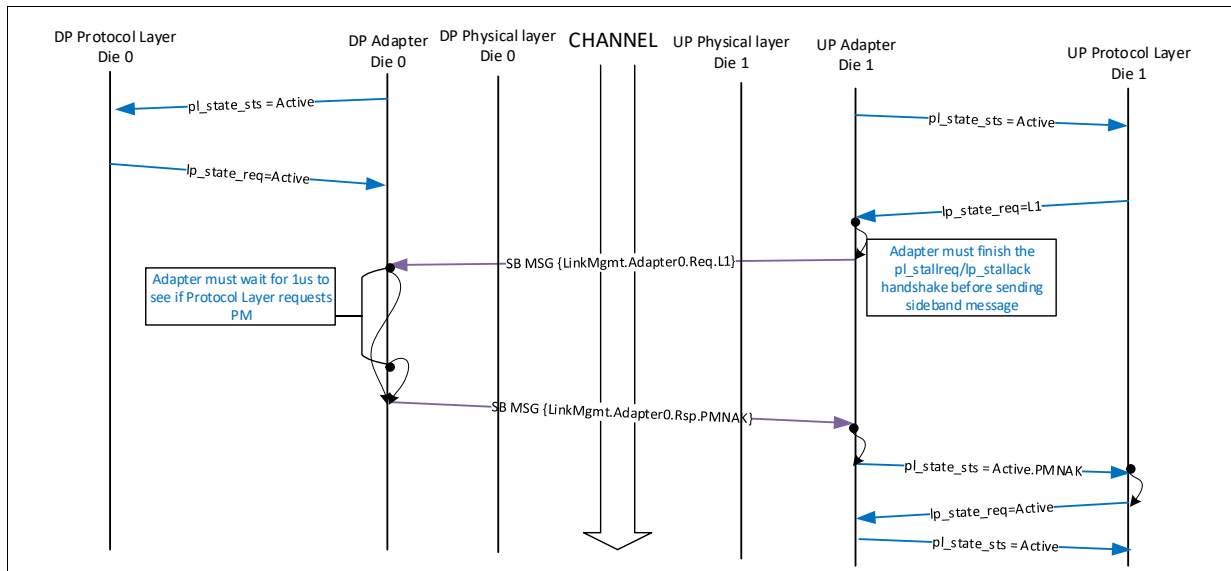 DP Protocol Layer
Die 0
DP Adapter
Die 0
DP Physical layer
Die 0
CHANNEL
UP Physical layer
Die 1
UP Adapter
Die 1
UP Protocol Layer
Die 1
pl_state_sts = Active
pl_state_sts = Active
lp_state_req=Active
lp_state_req=L1
Adapter must finish the
pl_stallreq/lp_stallack
handshake before sending
sideband message
SB MSG {LinkMgmt.Adapter0.Req.L1}
Adapter must wait for 1us to
see if Protocol Layer requests
PM
SB MSG {LinkMgmt.Adapter0.Rsp.PMNAK}
pl_state_sts = Active.PMNAK
lp_state_req=Active
pl_state_sts = Active